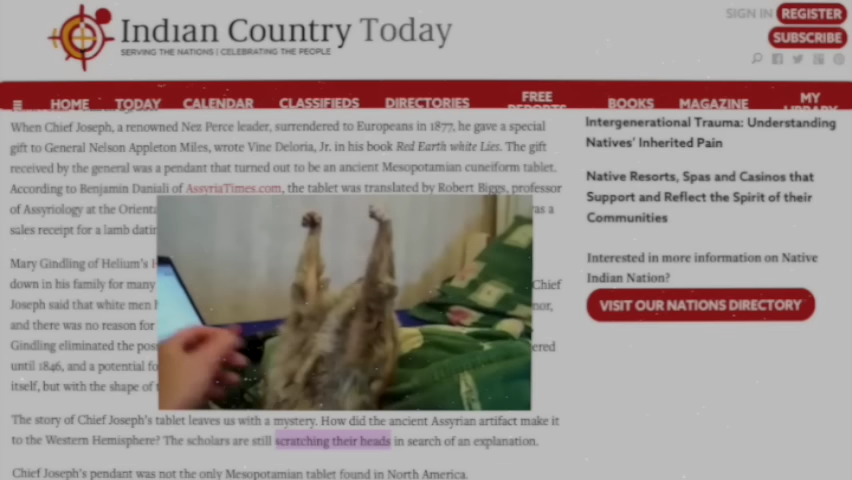 Indian Country Today
SERVING THE NATIONS | CELEBRATING THE PEOPLE
SIGN IN REGISTER
SUBSCRIBE
HOME TODAY CALENDAR CLASSIFIEDS DIRECTORIES FREE REPORTS BOOKS MAGAZINE MY LIBRARY
When Chief Joseph, a renowned Nez Perce leader, surrendered to Europeans in 1877, he gave a special
gift to General Nelson Appleton Miles, wrote Vine Deloria, Jr. in his book Red Earth white Lies. The gift
received by the general was a pendant that turned out to be an ancient Mesopotamian cuneiform tablet.
According to Benjamin Daniali of AssyriaTimes.com, the tablet was translated by Robert Biggs, professor
of Assyriology at the as a
sales receipt for a lamb
Mary Gindling of Helium's
down in his family for many Chief
Joseph said that white men
and there was no reason for
Gindling eliminated the
until 1846, and a potential
itself, but with the shape of
The story of Chief Joseph's tablet leaves us with a mystery. How did the ancient Assyrian artifact make it
to the Western Hemisphere? The scholars are still scratching their heads in search of an explanation.
Chief Joseph's pendant was not the only Mesopotamian tablet found in North America.
Intergenerational Trauma: Understanding
Natives' Inherited Pain
Native Resorts, Spas and Casinos that
Support and Reflect the Spirit of their
Communities
Interested in more information on Native
Indian Nation?
VISIT OUR NATIONS DIRECTORY